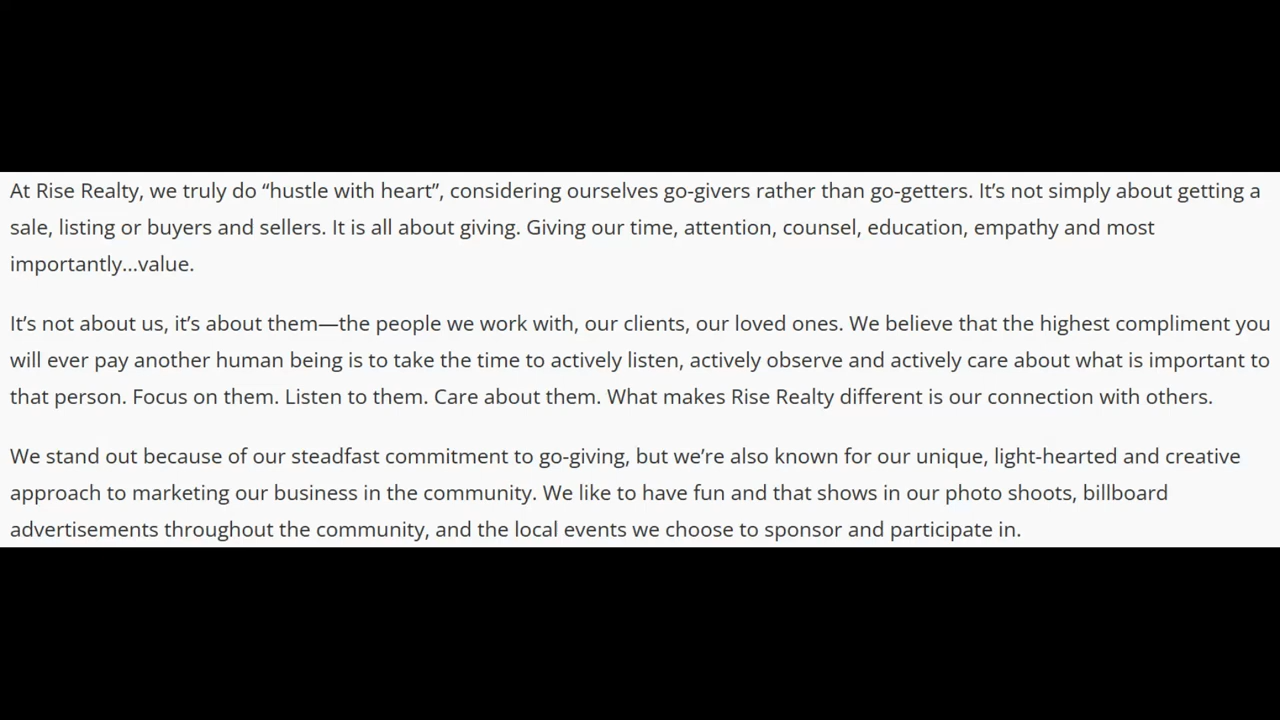 At Rise Realty, we truly do “hustle with heart”, considering ourselves go-givers rather than go-getters. It’s not simply about getting a
sale, listing or buyers and sellers. It is all about giving. Giving our time, attention, counsel, education, empathy and most
importantly…value.
It’s not about us, it’s about them—the people we work with, our clients, our loved ones. We believe that the highest compliment you
will ever pay another human being is to take the time to actively listen, actively observe and actively care about what is important to
that person. Focus on them. Listen to them. Care about them. What makes Rise Realty different is our connection with others.
We stand out because of our steadfast commitment to go-giving, but we’re also known for our unique, light-hearted and creative
approach to marketing our business in the community. We like to have fun and that shows in our photo shoots, billboard
advertisements throughout the community, and the local events we choose to sponsor and participate in.